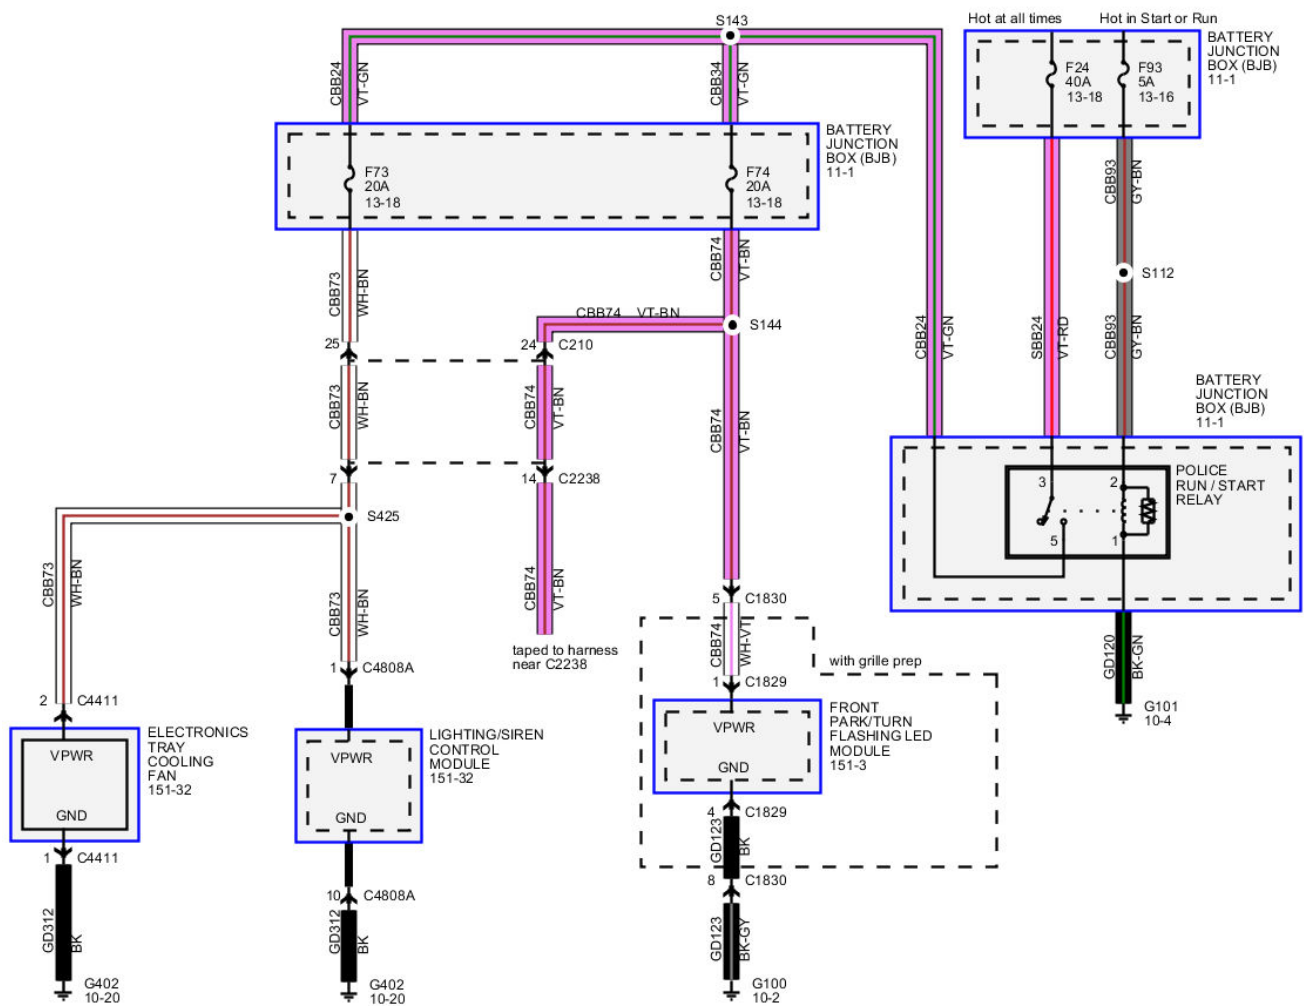 S143
Hot at all times
Hot in Start or Run
CBB24
VT-GN
CBB34
VT-GN
F24
40A
13-18
F93
5A
13-16
BATTERY
JUNCTION
BOX (BJB)
11-1
F73
20A
13-18
F74
20A
13-18
BATTERY
JUNCTION
BOX (BJB)
11-1
CBB93
GY-BN
S112
CBB73
WH-BN
CBB74
VT-BN
CBB74 VT-BN
S144
25
24
C210
CBB24
VT-GN
SBB24
VT-RD
CBB93
GY-BN
CBB73
WH-BN
CBB74
VT-BN
CBB74
VT-BN
BATTERY
JUNCTION
BOX (BJB)
11-1
7
14
C2238
S425
3
2
5
1
POLICE
RUN / START
RELAY
CBB73
WH-BN
CBB73
WH-BN
CBB74
VT-BN
5
C1830
taped to harness
near C2238
CBB74
WH-VT
with grille prep
GD120
BK-GN
1
C4808A
1
C1829
2
C4411
G101
10-4
VPWR
GND
ELECTRONICS
TRAY
COOLING
FAN
151-32
VPWR
GND
LIGHTING/SIREN
CONTROL
MODULE
151-32
VPWR
GND
FRONT
PARK/TURN
FLASHING LED
MODULE
151-3
4
C1829
GD123
BK
1
C4411
10
C4808A
8
C1830
GD312
BK
GD312
BK
GD123
BK-GY
G402
10-20
G402
10-20
G100
10-2